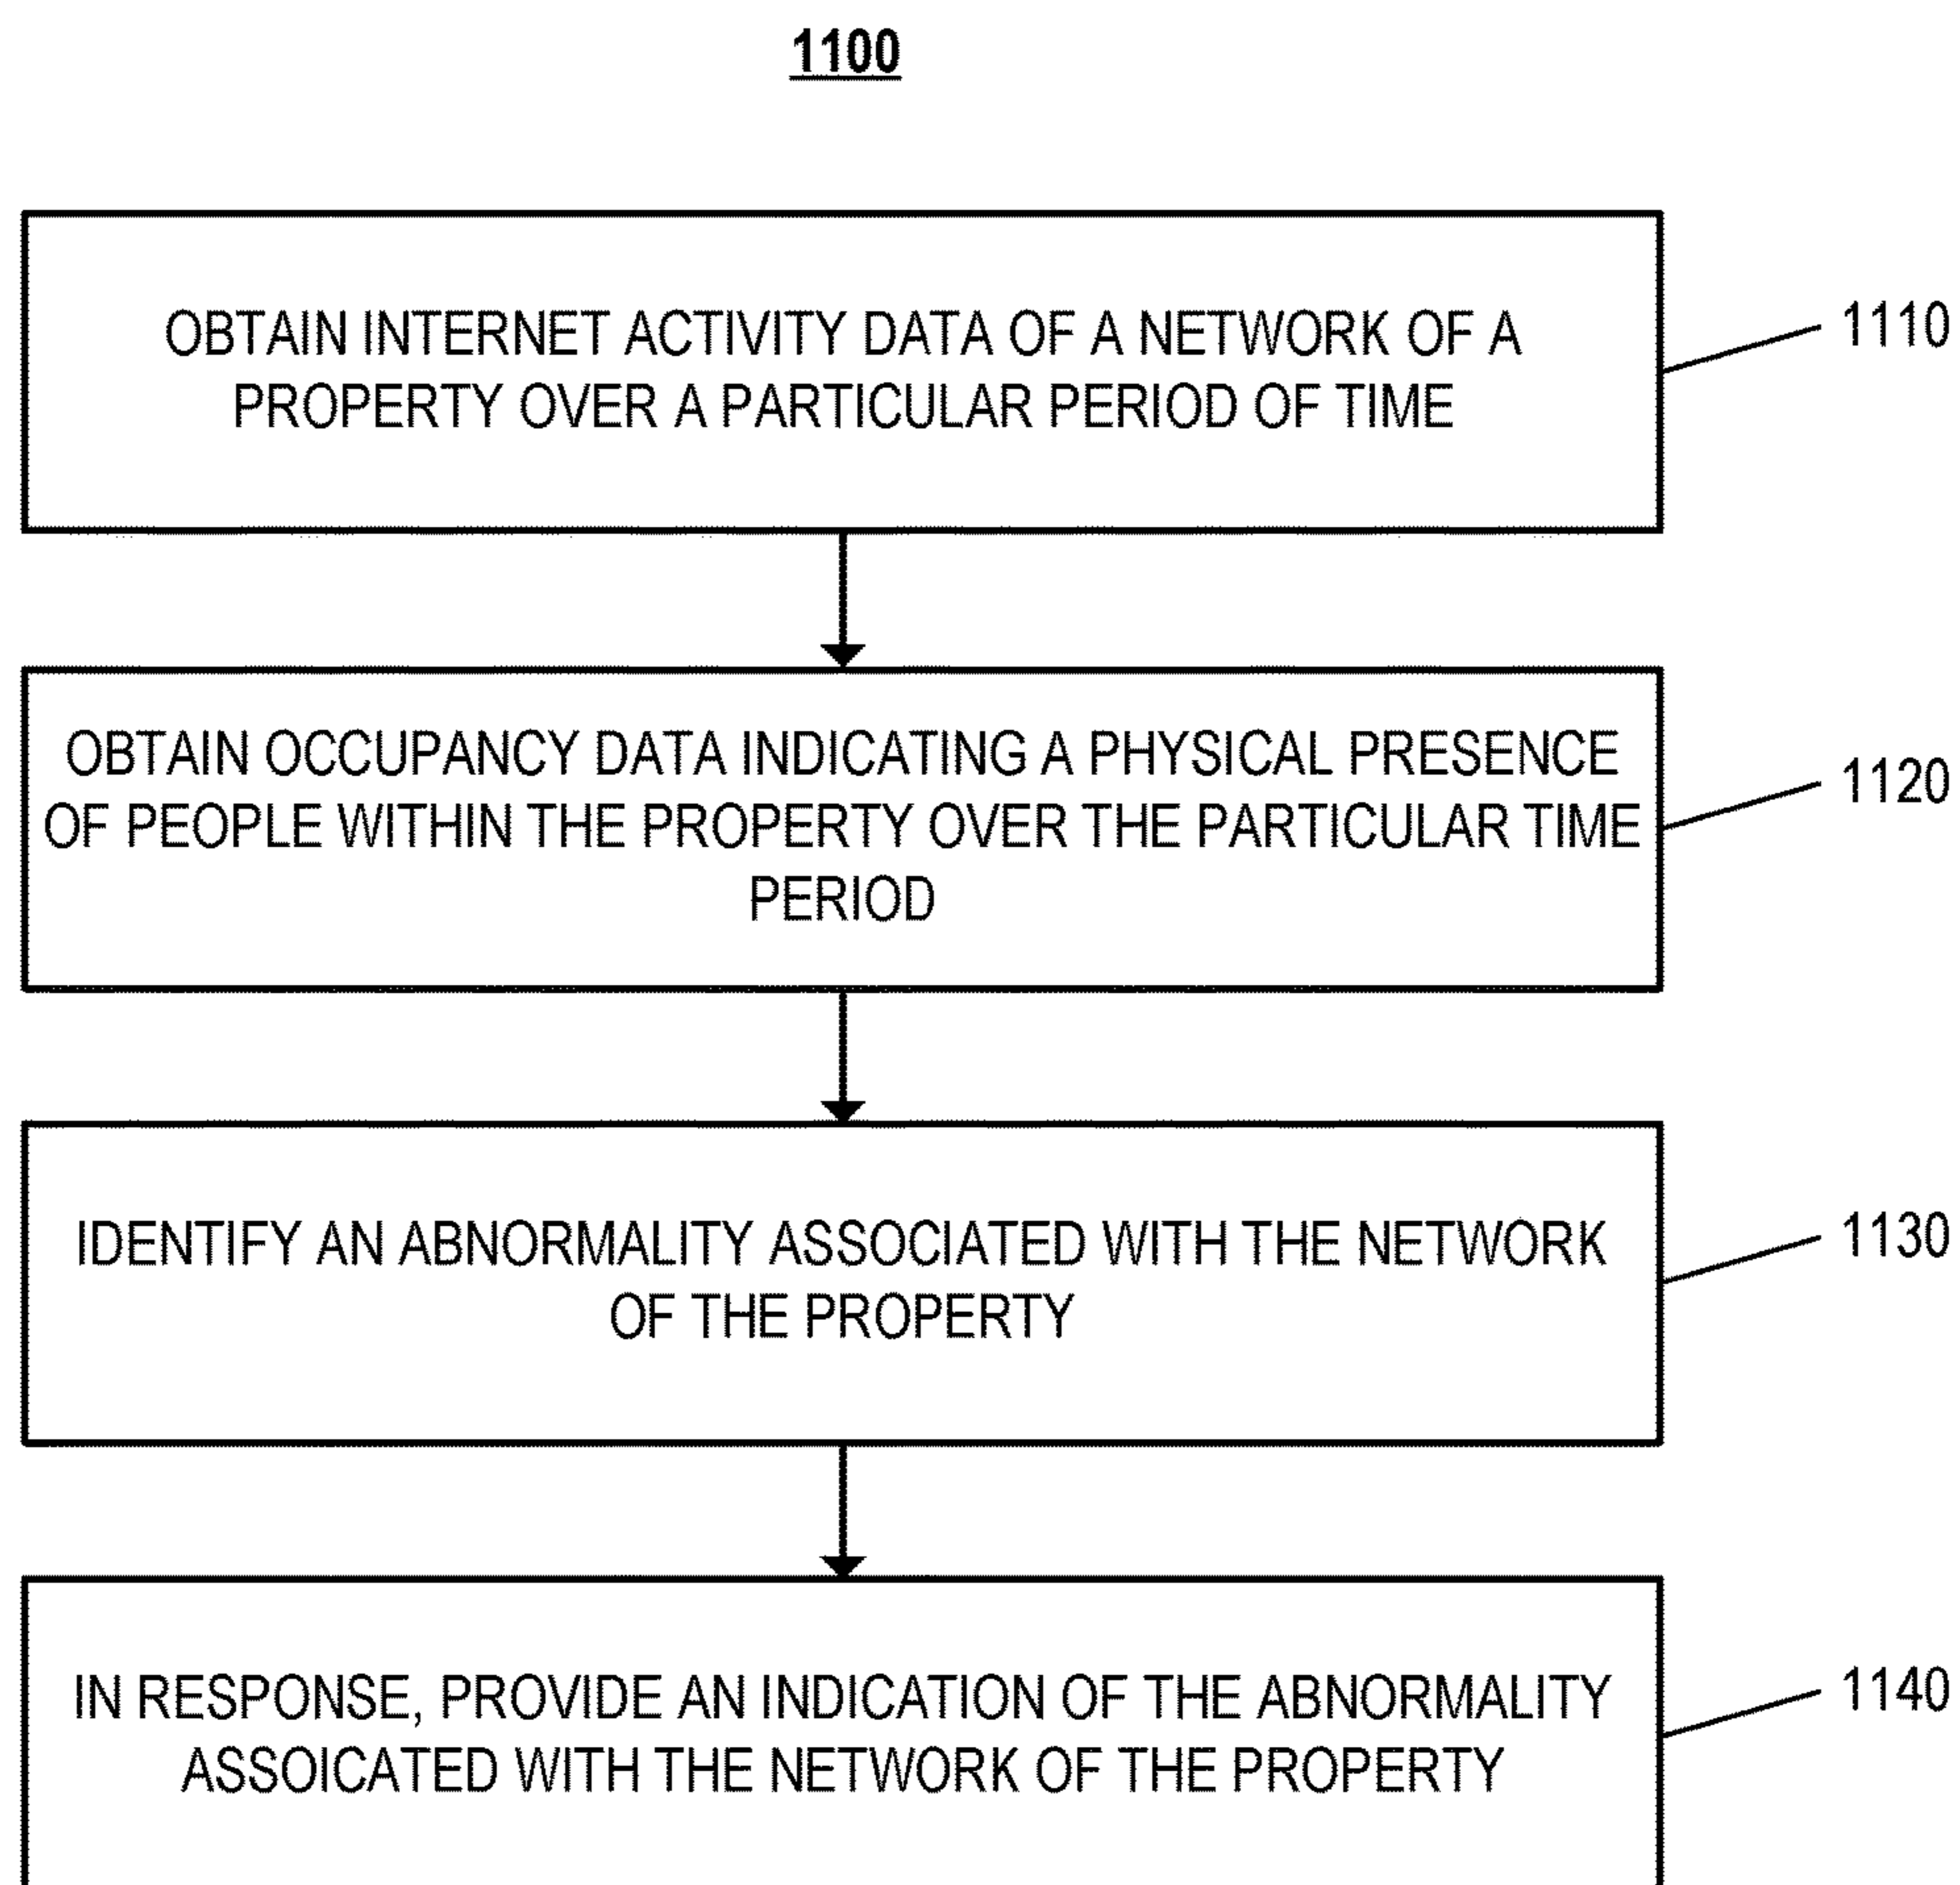 1100
OBTAIN INTERNET ACTIVITY DATA OF A NETWORK OF A
PROPERTY OVER A PARTICULAR PERIOD OF TIME
1110
OBTAIN OCCUPANCY DATA INDICATING A PHYSICAL PRESENCE
OF PEOPLE WITHIN THE PROPERTY OVER THE PARTICULAR TIME
PERIOD
1120
IDENTIFY AN ABNORMALITY ASSOCIATED WITH THE NETWORK
OF THE PROPERTY
1130
IN RESPONSE, PROVIDE AN INDICATION OF THE ABNORMALITY
ASSOICATED WITH THE NETWORK OF THE PROPERTY
1140